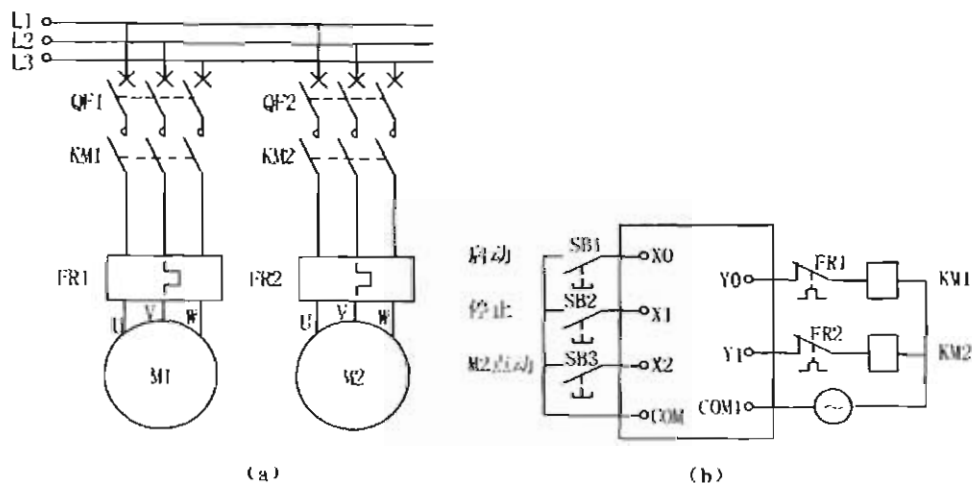 L1
L2
L3
QF1
QF2
KM1
KM2
FR1
FR2
U V W
U V W
M1
M2
(a)
启动
SB1
X0
停止
SB2
X1
M2点动
SB3
X2
COM
Y0
FR1
KM1
Y1
FR2
KM2
COM1
~
(b)